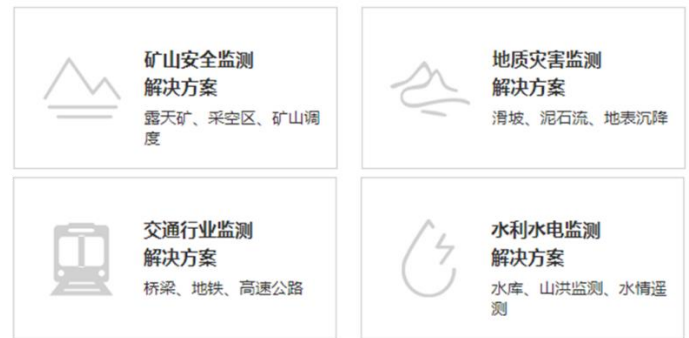 矿山安全监测
解决方案
露天矿、采空区、矿山调
度
地质灾害监测
解决方案
滑坡、泥石流、地表沉降
交通行业监测
解决方案
桥梁、地铁、高速公路
水利水电监测
解决方案
水库、山洪监测、水情遥
测